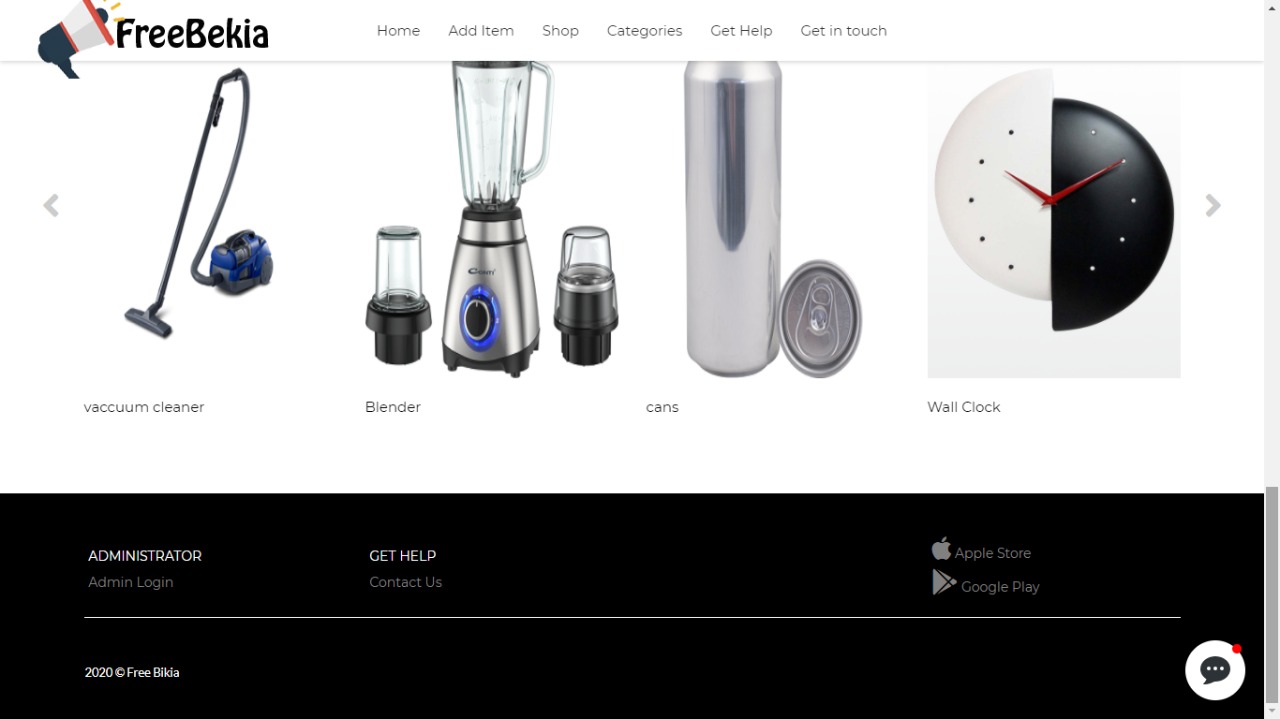 FreeBekia
Home Add Item Shop Categories Get Help Get in touch
vaccuum cleaner Blender cans Wall Clock
ADMINISTRATOR GET HELP Apple Store
Admin Login Contact Us Google Play
2020 © Free Bikia